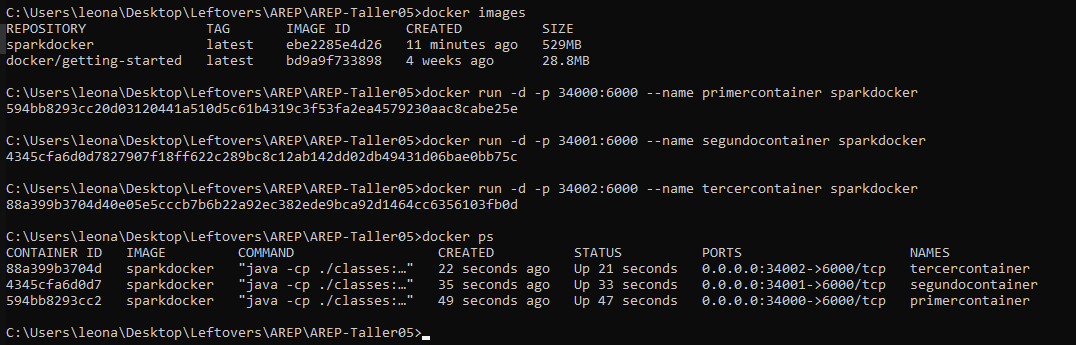 C:\Users\leona\Desktop\Leftovers\AREP\AREP-Taller05>docker images
REPOSITORY TAG IMAGE ID CREATED SIZE
sparkdocker latest ebe2285e4d26 11 minutes ago 529MB
docker/getting-started latest bd9a9f733898 4 weeks ago 28.8MB
C:\Users\leona\Desktop\Leftovers\AREP\AREP-Taller05>docker run -d -p 34000:6000 --name primercontainer sparkdocker
594bb8293cc20d03120441a510d5c61b4319c3f53fa2ea4579230aac8cabe25e
C:\Users\leona\Desktop\Leftovers\AREP\AREP-Taller05>docker run -d -p 34001:6000 --name segundocontainer sparkdocker
4345cfa6d0d7827907f18ff622c289bc8c12ab142dd02db49431d06bae0bb75c
C:\Users\leona\Desktop\Leftovers\AREP\AREP-Taller05>docker run -d -p 34002:6000 --name tercercontainer sparkdocker
88a399b3704d40e05e5cccb7b6b22a92ec382ede9bca92d1464cc6356103fb0d
C:\Users\leona\Desktop\Leftovers\AREP\AREP-Taller05>docker ps
CONTAINER ID IMAGE COMMAND CREATED STATUS PORTS NAMES
88a399b3704d sparkdocker "java -cp ./classes:…" 22 seconds ago Up 21 seconds 0.0.0.0:34002->6000/tcp tercercontainer
4345cfa6d0d7 sparkdocker "java -cp ./classes:…" 35 seconds ago Up 33 seconds 0.0.0.0:34001->6000/tcp segundocontainer
594bb8293cc2 sparkdocker "java -cp ./classes:…" 49 seconds ago Up 47 seconds 0.0.0.0:34000->6000/tcp primercontainer
C:\Users\leona\Desktop\Leftovers\AREP\AREP-Taller05>